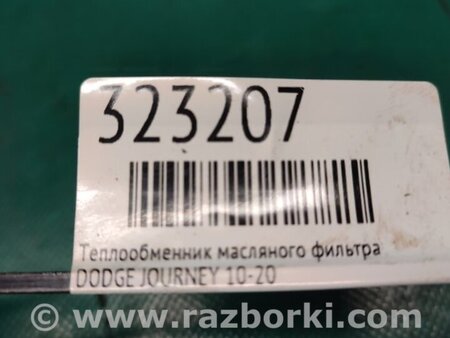 323207
Теплообменник масляного фильтра
DODGE JOURNEY 10-20
© www.razborki.com